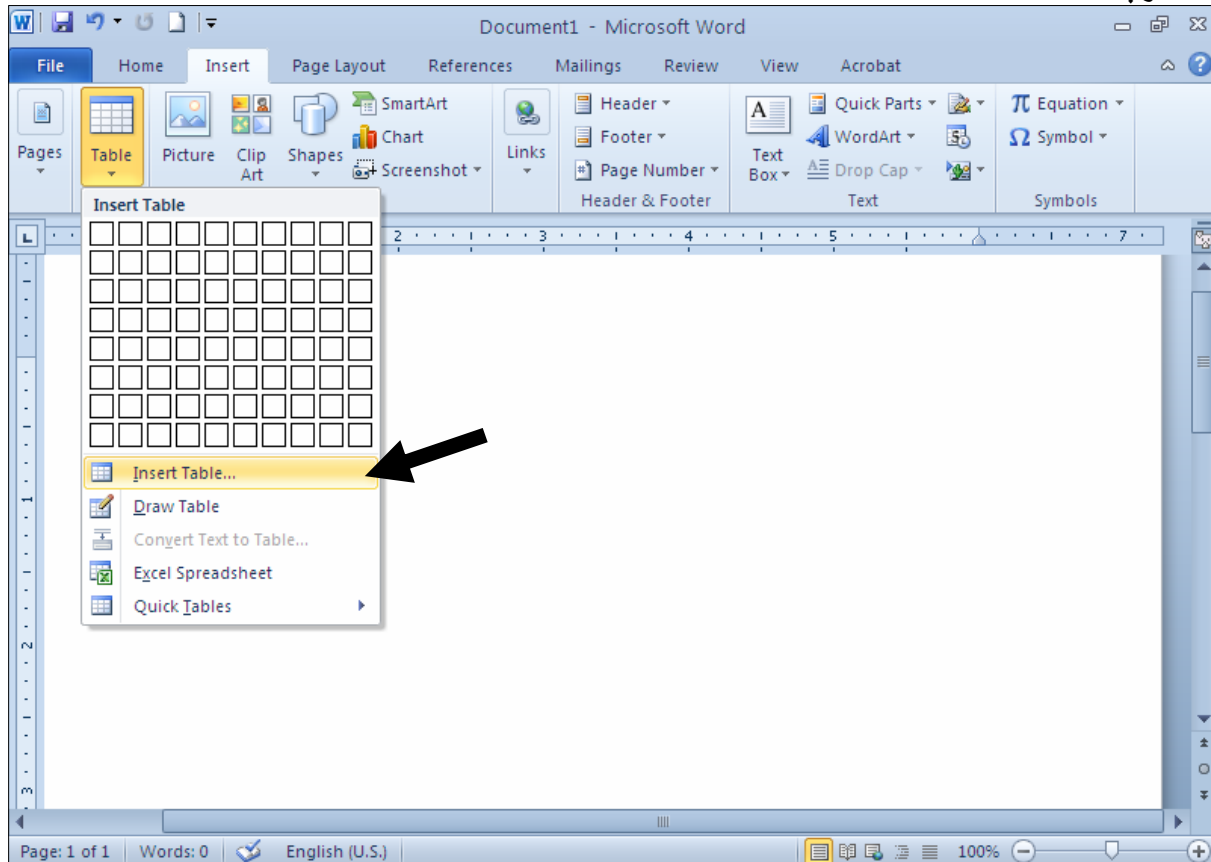 Document1 - Microsoft Word
File Home Insert Page Layout References Mailings Review View Acrobat
Pages
Table
Picture
Clip Art
Shapes
SmartArt
Chart
Screenshot
Links
Header
Footer
Page Number
Header & Footer
A
Text Box
Quick Parts
WordArt
Drop Cap
Text
π Equation
Ω Symbol
Symbols
Insert Table
L
2 3 4 5 7
Insert Table...
Draw Table
Convert Text to Table...
Excel Spreadsheet
Quick Tables
1
2
3
Page: 1 of 1 Words: 0 English (U.S.) 100%